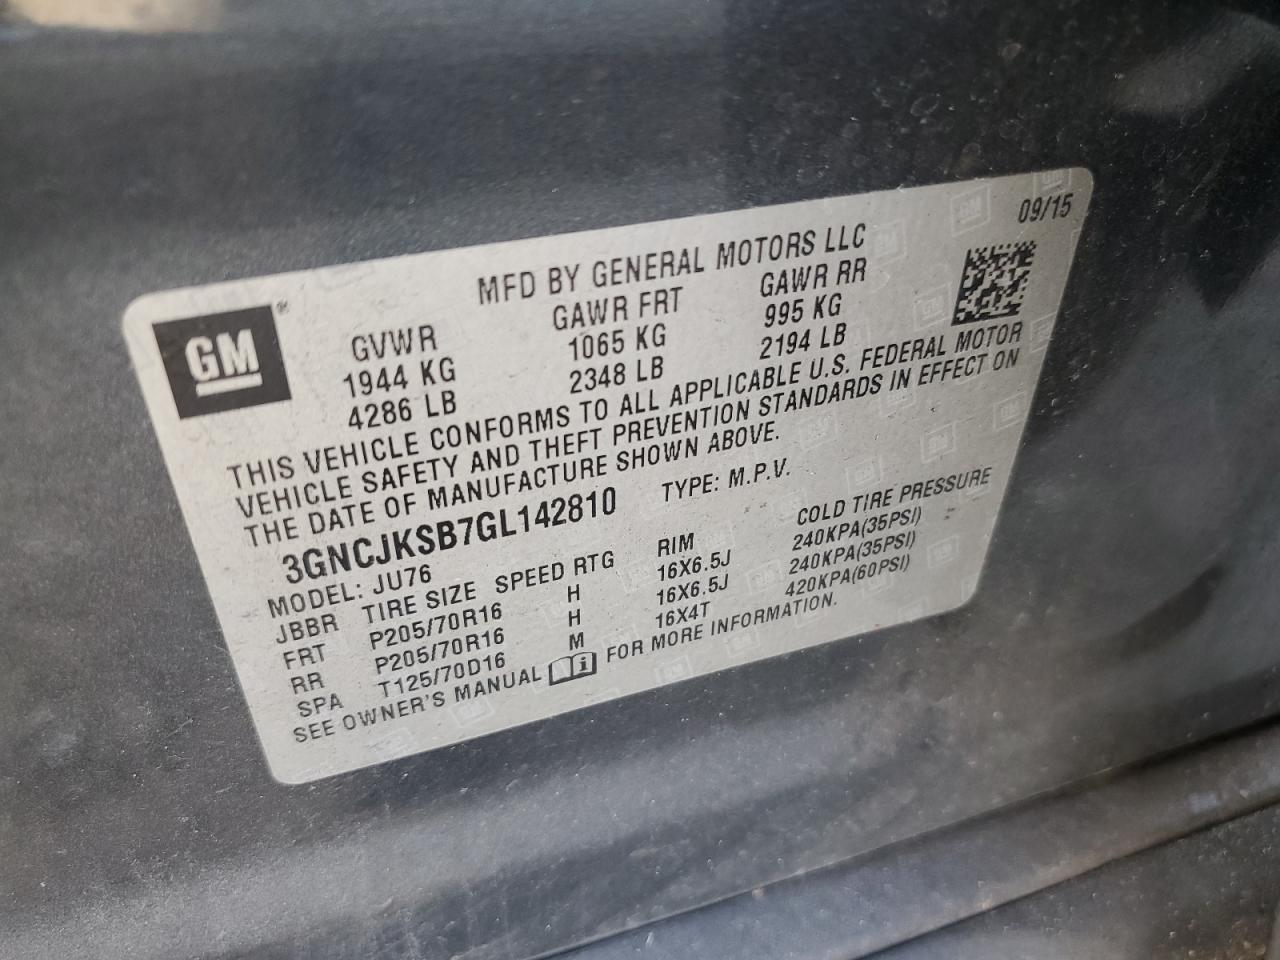 09/15
MFD BY GENERAL MOTORS LLC
GM®
GVWR GAWR FRT GAWR RR
1944 KG 1065 KG 995 KG
4286 LB 2348 LB 2194 LB
THIS VEHICLE CONFORMS TO ALL APPLICABLE U.S. FEDERAL MOTOR
VEHICLE SAFETY AND THEFT PREVENTION STANDARDS IN EFFECT ON
THE DATE OF MANUFACTURE SHOWN ABOVE.
3GNCJKSB7GL142810 TYPE: M.P.V.
MODEL: JU76
JBBR TIRE SIZE SPEED RTG RIM COLD TIRE PRESSURE
FRT P205/70R16 H 16X6.5J 240KPA(35PSI)
RR P205/70R16 H 16X6.5J 240KPA(35PSI)
SPA T125/70D16 M 16X4T 420KPA(60PSI)
SEE OWNER'S MANUAL i FOR MORE INFORMATION.